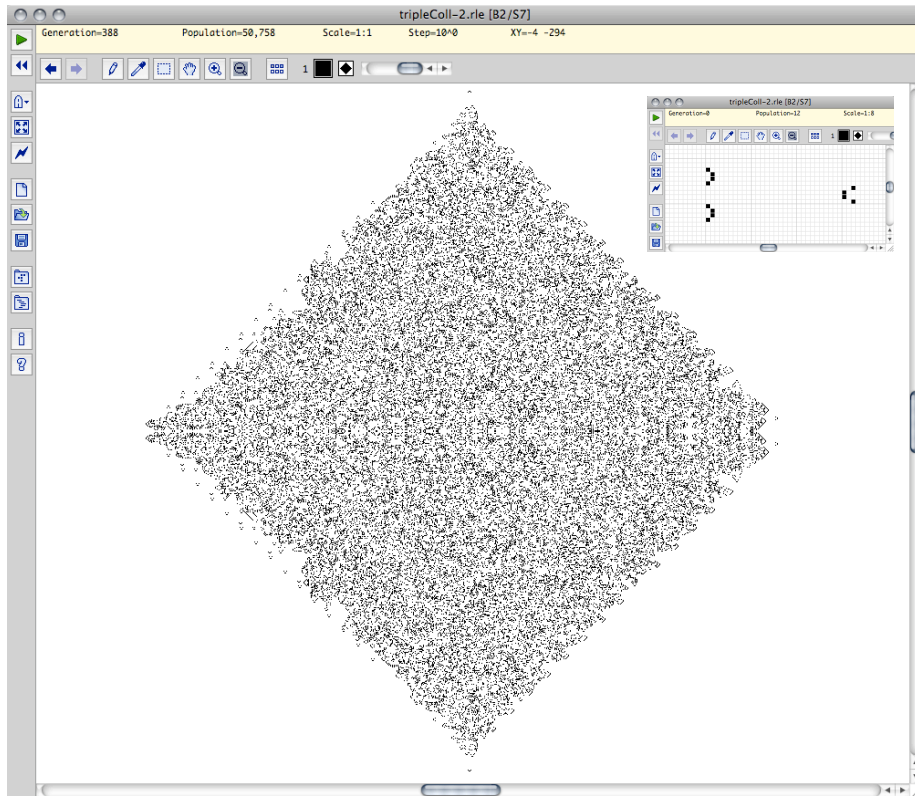 tripleColl-2.rle [B2/S7]
Generation=388 Population=50,758 Scale=1:1 Step=10^0 XY=-4 -294
1
tripleColl-2.rle [B2/S7]
Generation=0 Population=12 Scale=1:8
1